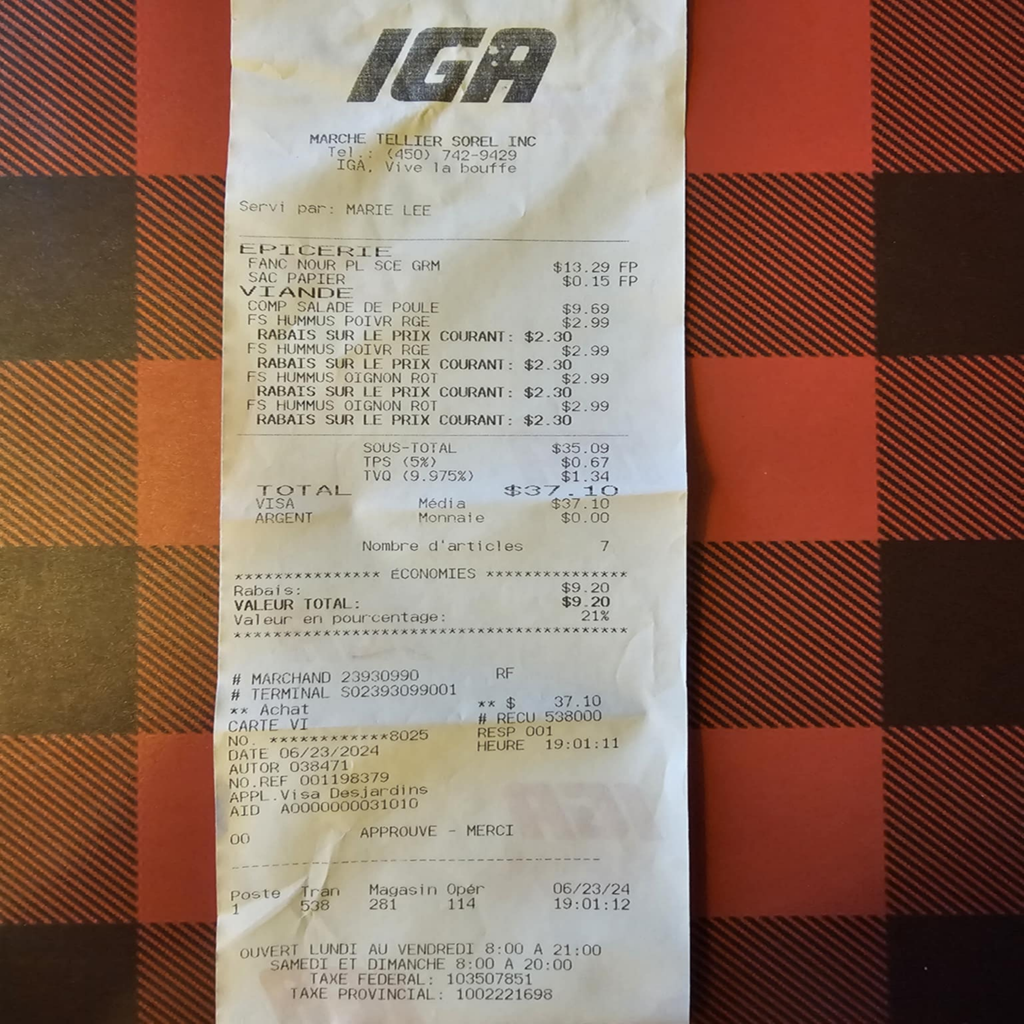 IGA
MARCHE TELLIER SOREL INC
Tel.: (450) 742-9429
IGA, Vive la bouffe
Servi par: MARIE LEE
EPICERIE
FANC NOUR PL SCE GRM $13.29 FP
SAC PAPIER $0.15 FP
VIANDE
COMP SALADE DE POULE $9.69
FS HUMMUS POIVR RGE $2.99
RABAIS SUR LE PRIX COURANT: $2.30
FS HUMMUS POIVR RGE $2.99
RABAIS SUR LE PRIX COURANT: $2.30
FS HUMMUS OIGNON ROT $2.99
RABAIS SUR LE PRIX COURANT: $2.30
FS HUMMUS OIGNON ROT $2.99
RABAIS SUR LE PRIX COURANT: $2.30
SOUS-TOTAL $35.09
TPS (5%) $0.67
TVQ (9.975%) $1.34
TOTAL $37.10
VISA Média $37.10
ARGENT Monnaie $0.00
Nombre d'articles 7
*************** ÉCONOMIES ***************
Rabais: $9.20
VALEUR TOTAL: $9.20
Valeur en pourcentage: 21%
*****************************************
# MARCHAND 23930990 RF
# TERMINAL S02393099001
** Achat ** $ 37.10
CARTE VI # RECU 538000
NO. ************8025 RESP 001
DATE 06/23/2024 HEURE 19:01:11
AUTOR 038471
NO.REF 001198379
APPL.Visa Desjardins
AID A0000000031010
00 APPROUVE - MERCI
--------------------------------------
Poste Tran Magasin Opér 06/23/24
1 538 281 114 19:01:12
OUVERT LUNDI AU VENDREDI 8:00 A 21:00
SAMEDI ET DIMANCHE 8:00 A 20:00
TAXE FEDERAL: 103507851
TAXE PROVINCIAL: 1002221698